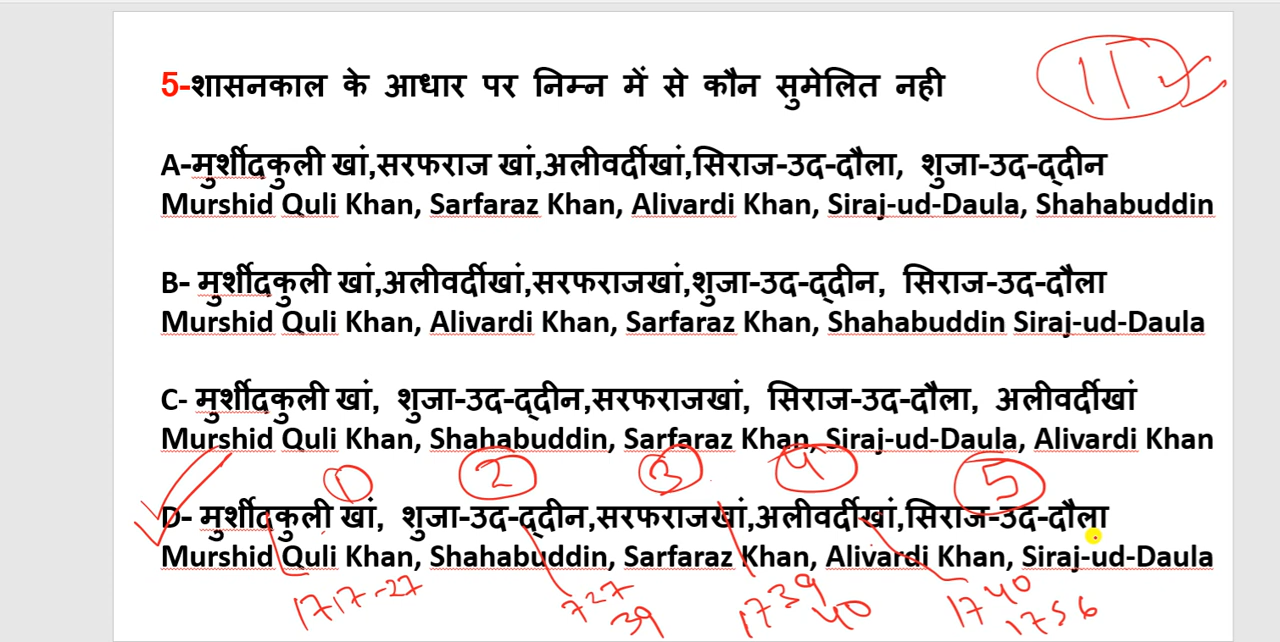 5-शासनकाल के आधार पर निम्न में से कौन सुमेलित नही
11
A-मुर्शीदकुली खां,सरफराज खां,अलीवर्दीखां,सिराज-उद-दौला, शुजा-उद-द्दीन
Murshid Quli Khan, Sarfaraz Khan, Alivardi Khan, Siraj-ud-Daula, Shahabuddin
B- मुर्शीदकुली खां,अलीवर्दीखां,सरफराजखां,शुजा-उद-द्दीन, सिराज-उद-दौला
Murshid Quli Khan, Alivardi Khan, Sarfaraz Khan, Shahabuddin Siraj-ud-Daula
C- मुर्शीदकुली खां, शुजा-उद-द्दीन,सरफराजखां, सिराज-उद-दौला, अलीवर्दीखां
Murshid Quli Khan, Shahabuddin, Sarfaraz Khan, Siraj-ud-Daula, Alivardi Khan
1 2 3 4 5
D- मुर्शीदकुली खां, शुजा-उद-द्दीन,सरफराजखां,अलीवर्दीखां,सिराज-उद-दौला
Murshid Quli Khan, Shahabuddin, Sarfaraz Khan, Alivardi Khan, Siraj-ud-Daula
1717-27 727 1739 1740
39 40 1756